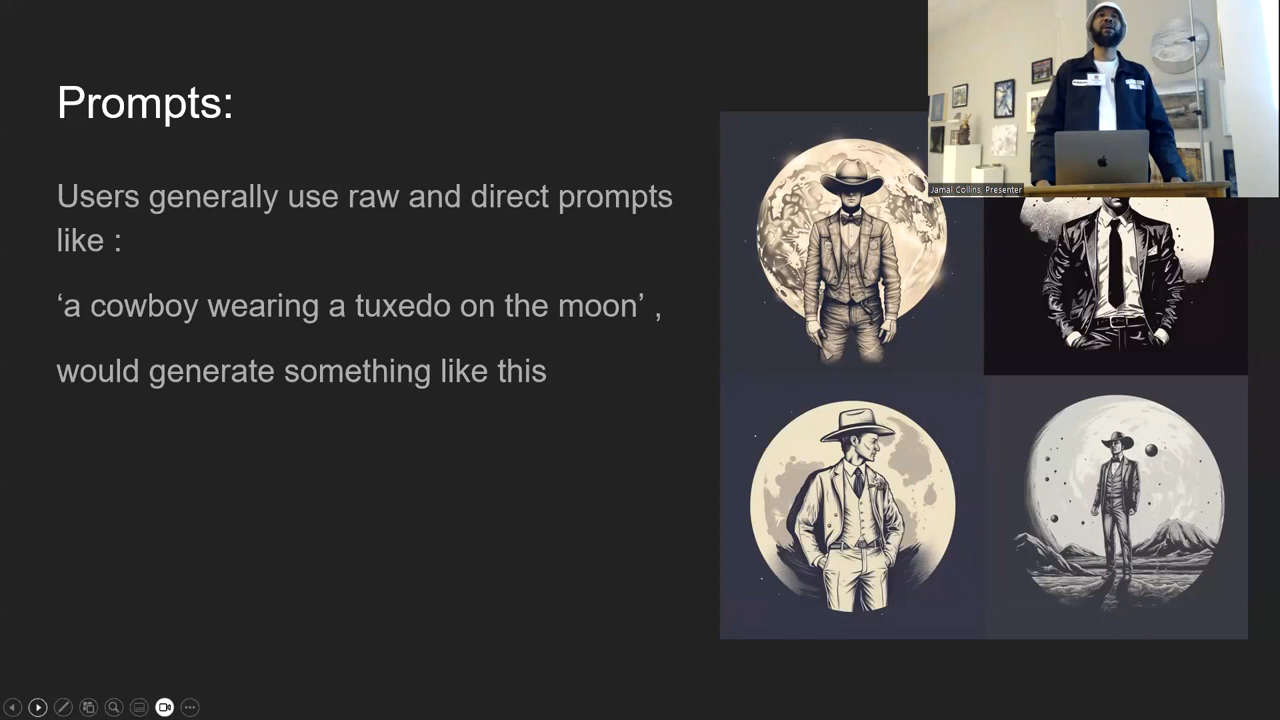 Prompts:
Users generally use raw and direct prompts
like :
‘a cowboy wearing a tuxedo on the moon’ ,
would generate something like this
Jamal Collins, Presenter